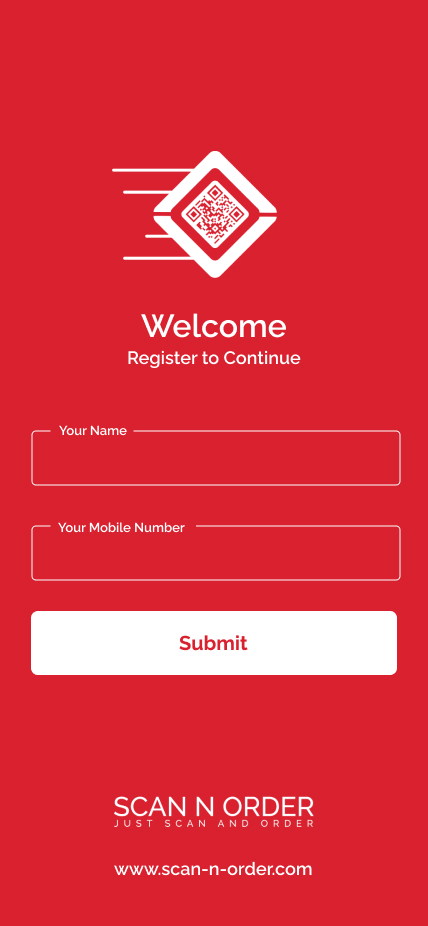 Welcome
Register to Continue
Your Name
Your Mobile Number
Submit
SCAN N ORDER
JUST SCAN AND ORDER
www.scan-n-order.com